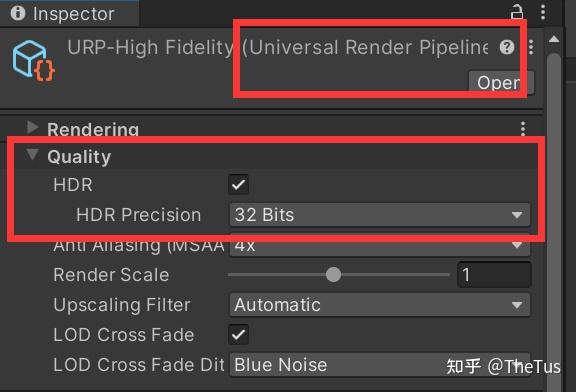 Inspector
URP-High Fidelity (Universal Render Pipeline
Open
Rendering
Quality
HDR
HDR Precision 32 Bits
Anti Aliasing (MSAA 4x
Render Scale 1
Upscaling Filter Automatic
LOD Cross Fade
LOD Cross Fade Dit Blue Noise
知乎 @TheTus